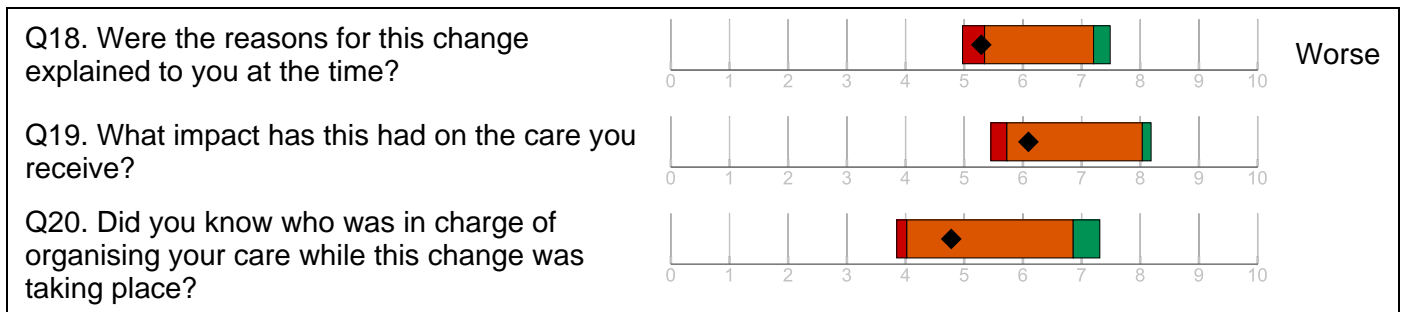 Q18. Were the reasons for this change
explained to you at the time?
Worse
0 1 2 3 4 5 6 7 8 9 10
Q19. What impact has this had on the care you
receive?
0 1 2 3 4 5 6 7 8 9 10
Q20. Did you know who was in charge of
organising your care while this change was
taking place?
0 1 2 3 4 5 6 7 8 9 10